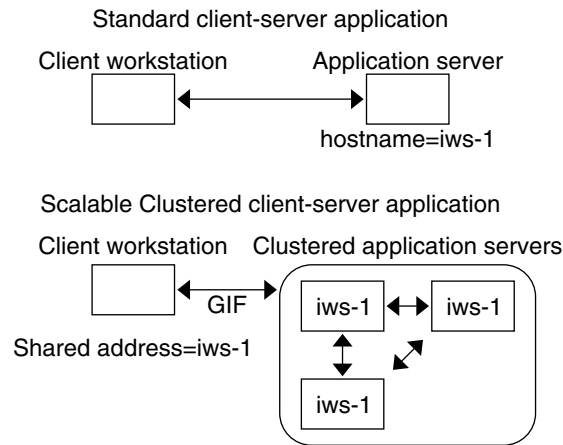 Standard client-server application
Client workstation
Application server
hostname=iws-1
Scalable Clustered client-server application
Client workstation
Clustered application servers
GIF
iws-1
iws-1
Shared address=iws-1
iws-1